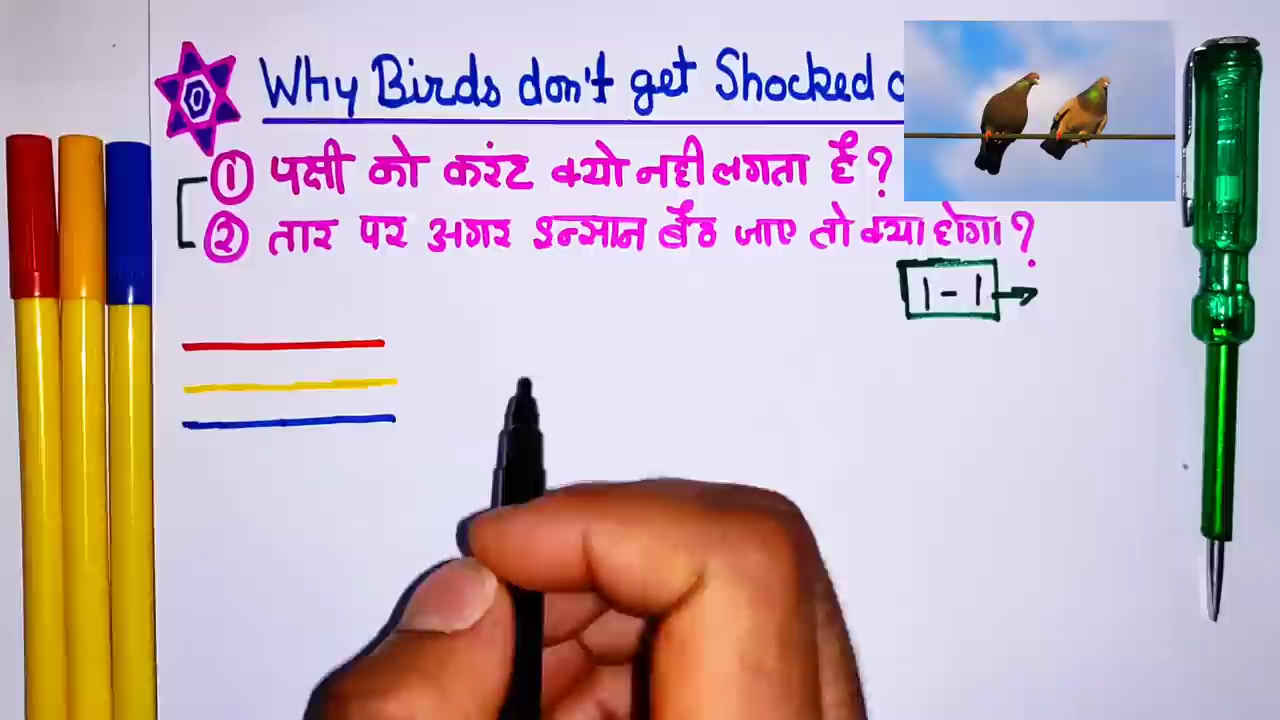 Why Birds don't get Shocked
① पक्षी को करंट क्यो नही लगता है?
② तार पर अगर इन्सान बैठ जाए तो क्या होगा?
1-1